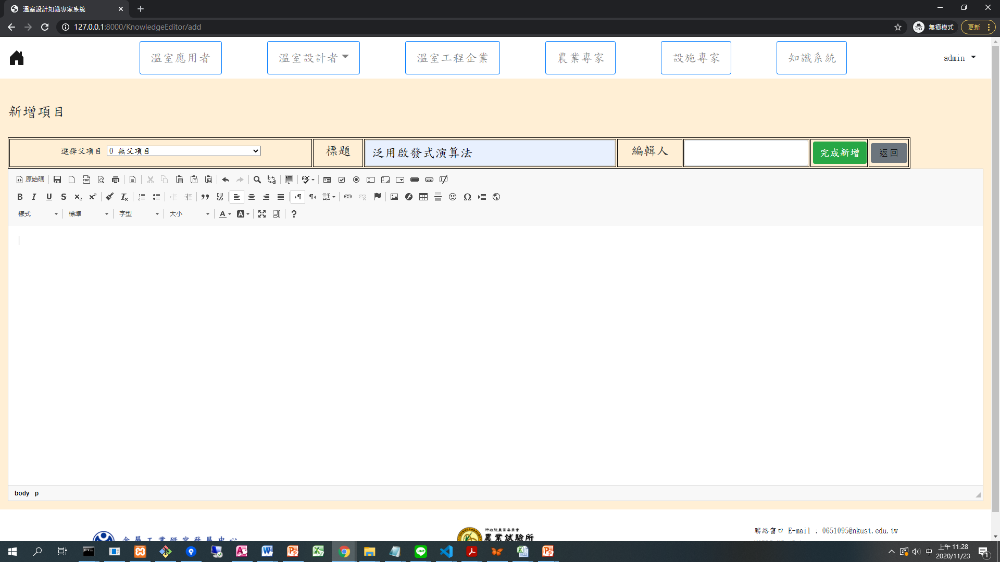 溫室設計知識專家系統
127.0.0.1:8000/KnowledgeEditor/add
無痕模式
更新
溫室應用者
溫室設計者
溫室工程企業
農業專家
設施專家
知識系統
admin
新增項目
選擇父項目 0 無父項目
標題
泛用啟發式演算法
編輯人
完成新增
返回
原始碼
樣式
標準
字型
大小
body p
金屬工業研究發展中心
行政院農業委員會
農業試驗所
聯絡窗口 E-mail : 0651095@nkust.edu.tw
中
上午 11:28
2020/11/23